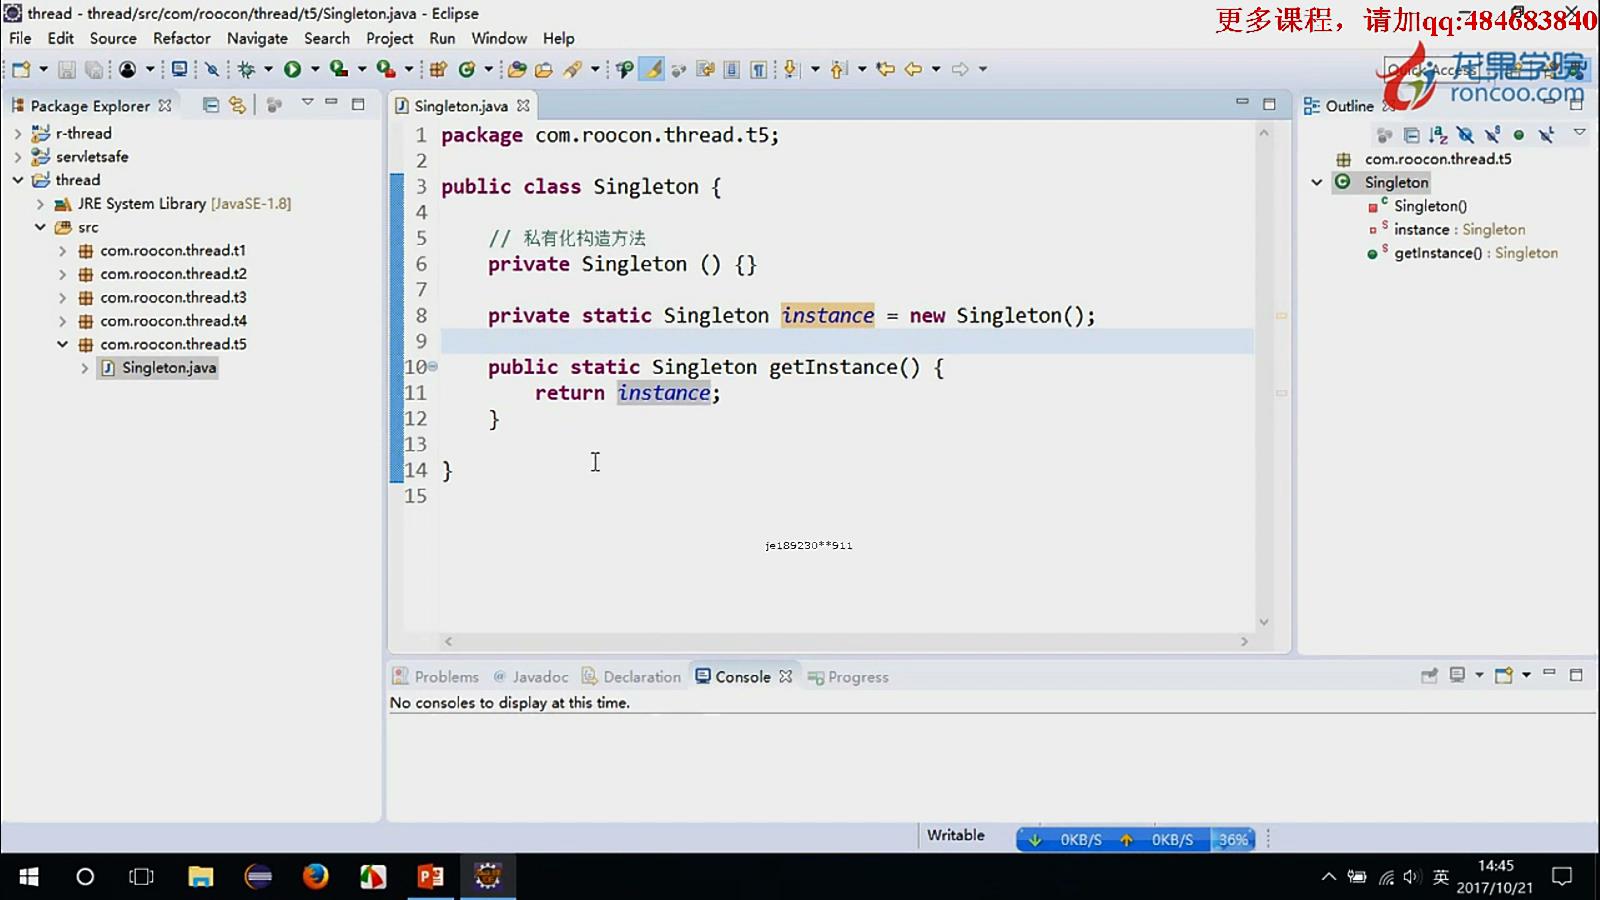 thread - thread/src/com/roocon/thread/t5/Singleton.java - Eclipse
更多课程，请加qq:484683840
File Edit Source Refactor Navigate Search Project Run Window Help
Quick Access
龙果学院
roncoo.com
Package Explorer
r-thread
servletsafe
thread
JRE System Library [JavaSE-1.8]
src
com.roocon.thread.t1
com.roocon.thread.t2
com.roocon.thread.t3
com.roocon.thread.t4
com.roocon.thread.t5
Singleton.java
Singleton.java
1 package com.roocon.thread.t5;
2
3 public class Singleton {
4
5 // 私有化构造方法
6 private Singleton () {}
7
8 private static Singleton instance = new Singleton();
9
10 public static Singleton getInstance() {
11 return instance;
12 }
13
14 }
15
je189230**911
Outline
com.roocon.thread.t5
Singleton
Singleton()
instance : Singleton
getInstance() : Singleton
Problems @ Javadoc Declaration Console Progress
No consoles to display at this time.
Writable
0KB/S 0KB/S 36%
英
14:45
2017/10/21